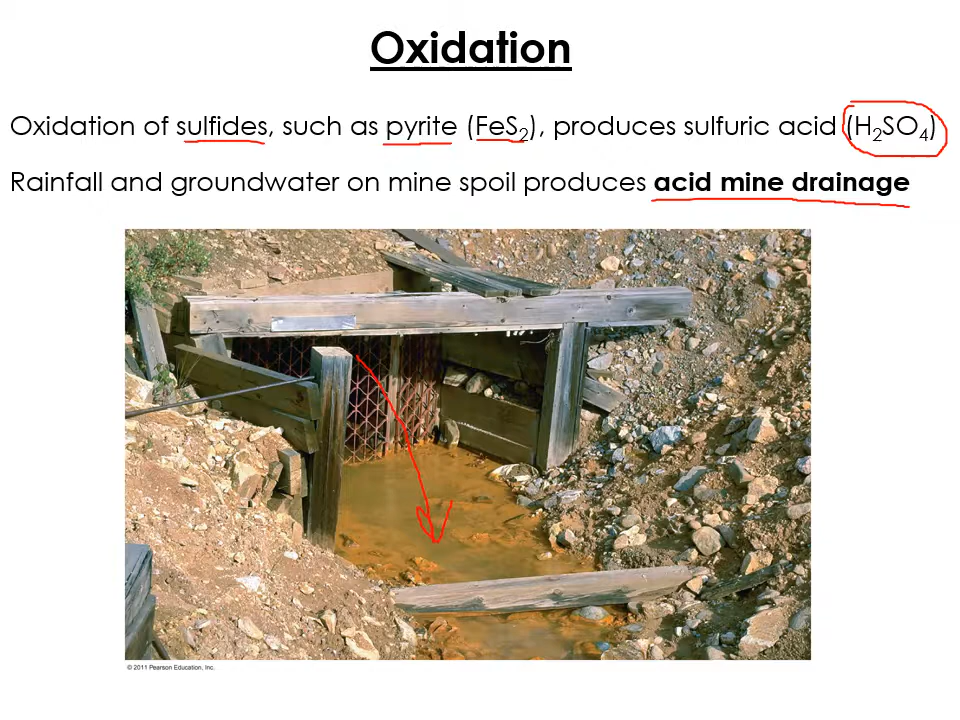 Oxidation
Oxidation of sulfides, such as pyrite (FeS₂), produces sulfuric acid (H₂SO₄)
Rainfall and groundwater on mine spoil produces acid mine drainage
© 2011 Pearson Education, Inc.